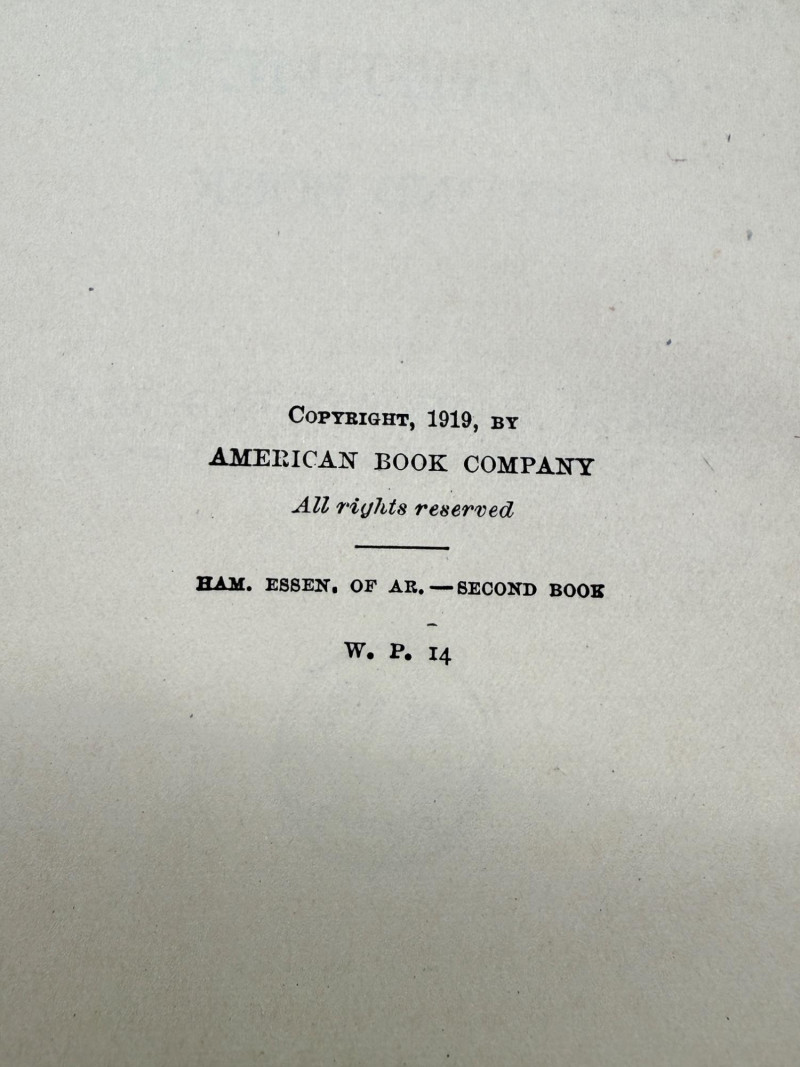 COPYRIGHT, 1919, BY
AMERICAN BOOK COMPANY
All rights reserved
HAM. ESSEN. OF AR. — SECOND BOOK
W. P. 14